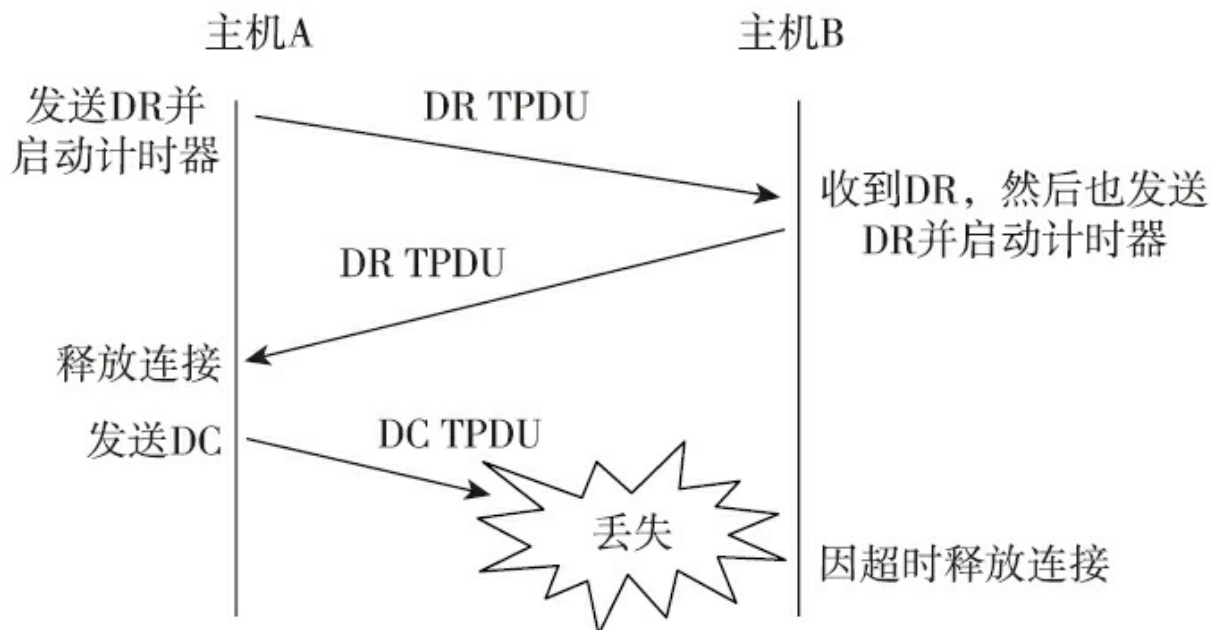 主机A
主机B
发送DR并
启动计时器
DR TPDU
收到DR，然后也发送
DR并启动计时器
DR TPDU
释放连接
发送DC
DC TPDU
丢失
因超时释放连接